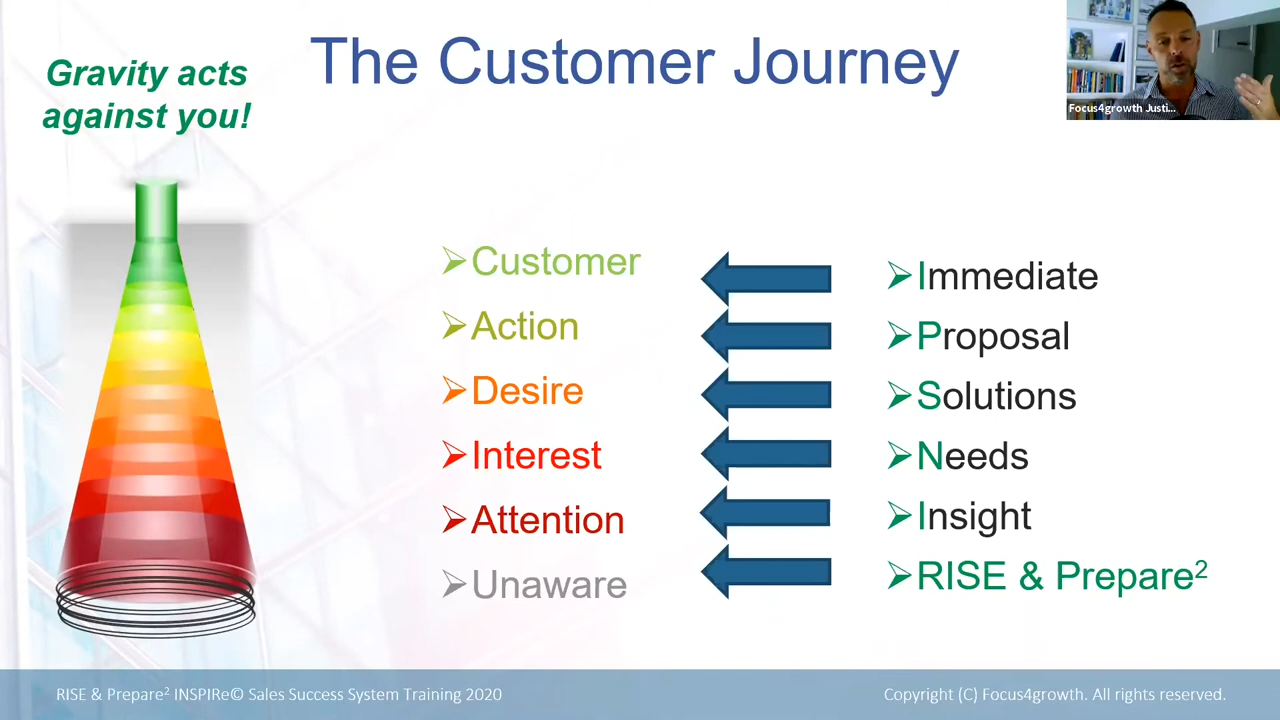 Gravity acts
against you!
The Customer Journey
Focus4growth Justi...
➢Customer
➢Action
➢Desire
➢Interest
➢Attention
➢Unaware
➢Immediate
➢Proposal
➢Solutions
➢Needs
➢Insight
➢RISE & Prepare²
RISE & Prepare² INSPIRe© Sales Success System Training 2020
Copyright (C) Focus4growth. All rights reserved.